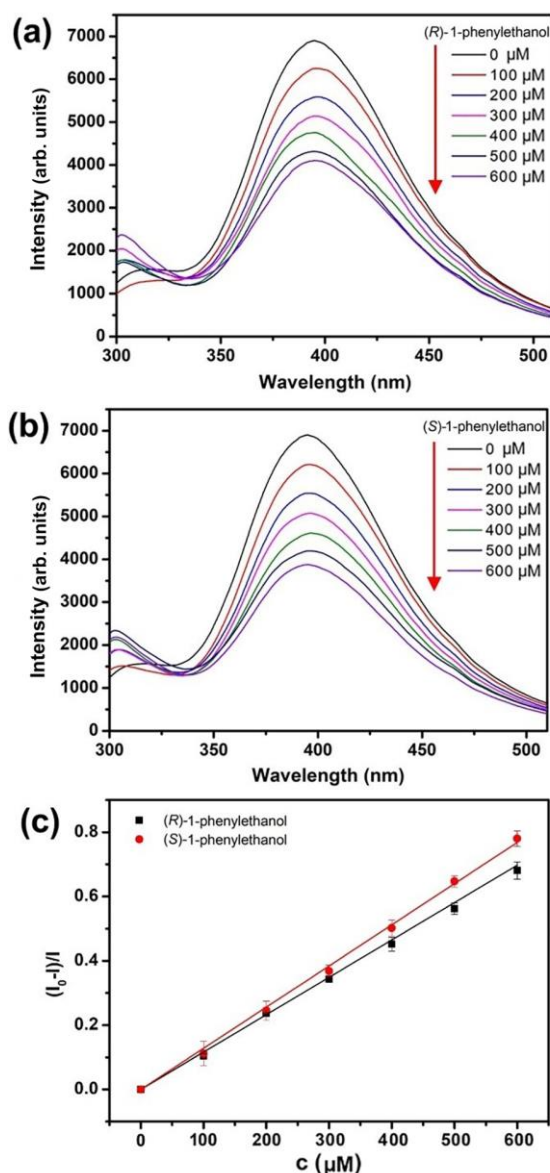 (a)
(R)-1-phenylethanol
0 μM
100 μM
200 μM
300 μM
400 μM
500 μM
600 μM
7000
6000
5000
4000
3000
2000
1000
0
Intensity (arb. units)
300 350 400 450 500
Wavelength (nm)
(b)
(S)-1-phenylethanol
0 μM
100 μM
200 μM
300 μM
400 μM
500 μM
600 μM
7000
6000
5000
4000
3000
2000
1000
0
Intensity (arb. units)
300 350 400 450 500
Wavelength (nm)
(c)
(R)-1-phenylethanol
(S)-1-phenylethanol
0.8
0.6
0.4
0.2
0.0
(I₀-I)/I
0 100 200 300 400 500 600
c (μM)